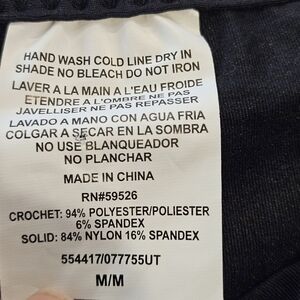 HAND WASH COLD LINE DRY IN
SHADE NO BLEACH DO NOT IRON
LAVER A LA MAIN A L'EAU FROIDE
ETENDRE A L'OMBRE NE PAS
JAVELLISER NE PAS REPASSER
LAVADO A MANO CON AGUA FRIA
COLGAR A SECAR EN LA SOMBRA
NO USE BLANQUEADOR
NO PLANCHAR
MADE IN CHINA
RN#59526
CROCHET: 94% POLYESTER/POLIESTER
6% SPANDEX
SOLID: 84% NYLON 16% SPANDEX
554417/077755UT
M/M